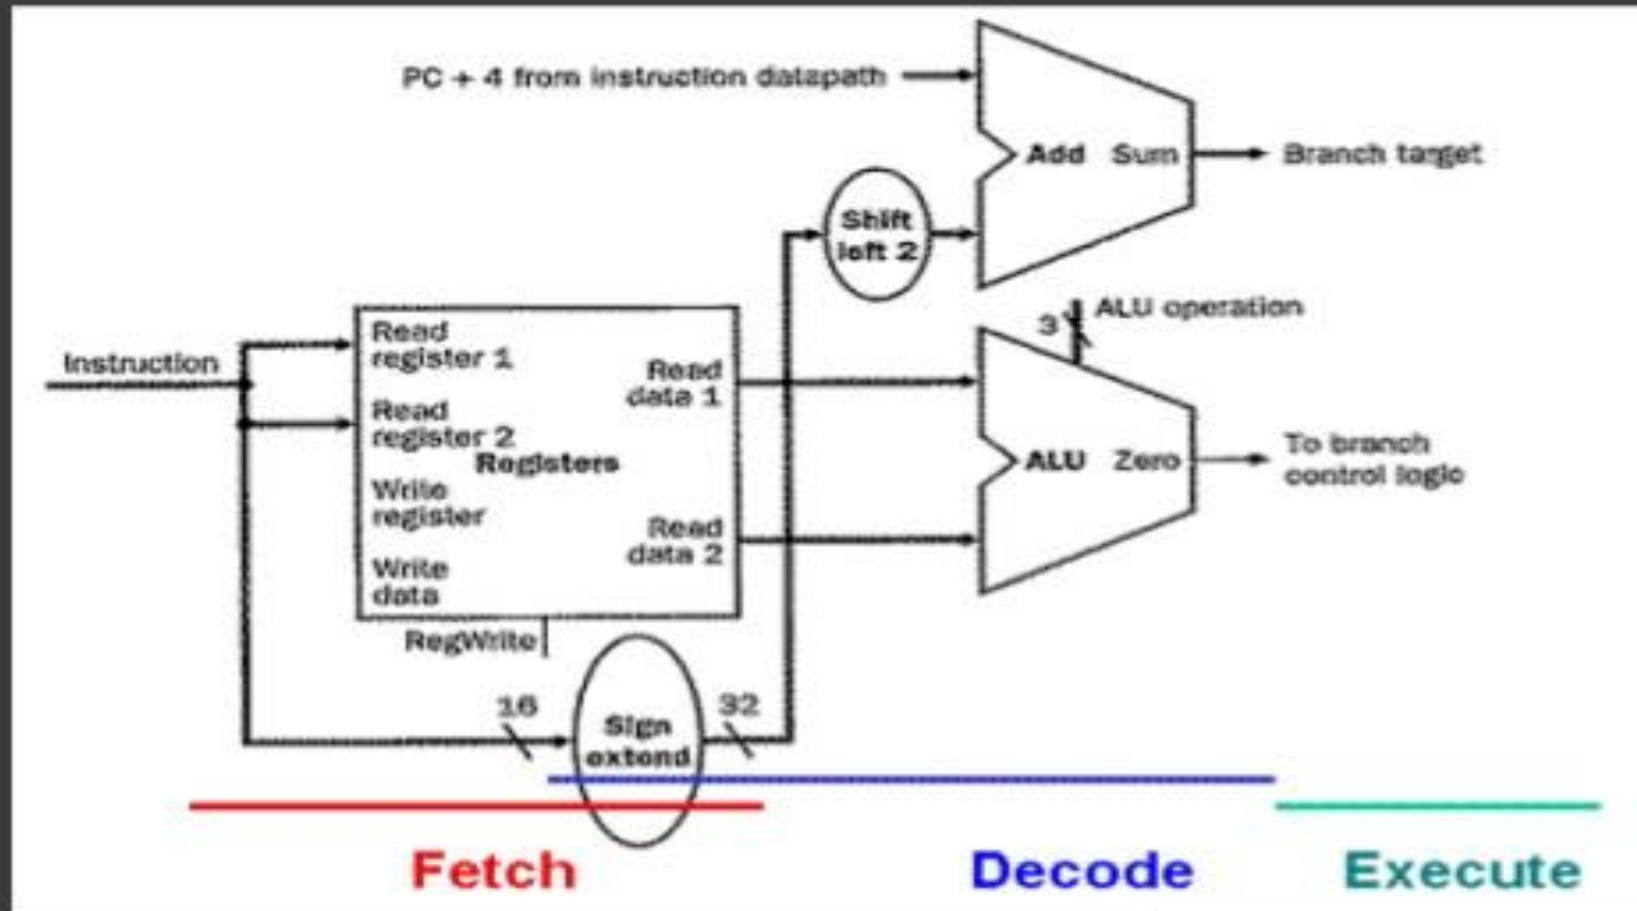 PC + 4 from instruction datapath
Add Sum
Branch target
Shift
left 2
ALU operation
3
Instruction
Read
register 1
Read
data 1
Read
register 2
Registers
ALU Zero
To branch
control logic
Write
register
Read
data 2
Write
data
RegWrite
16
Sign
extend
32
Fetch
Decode
Execute